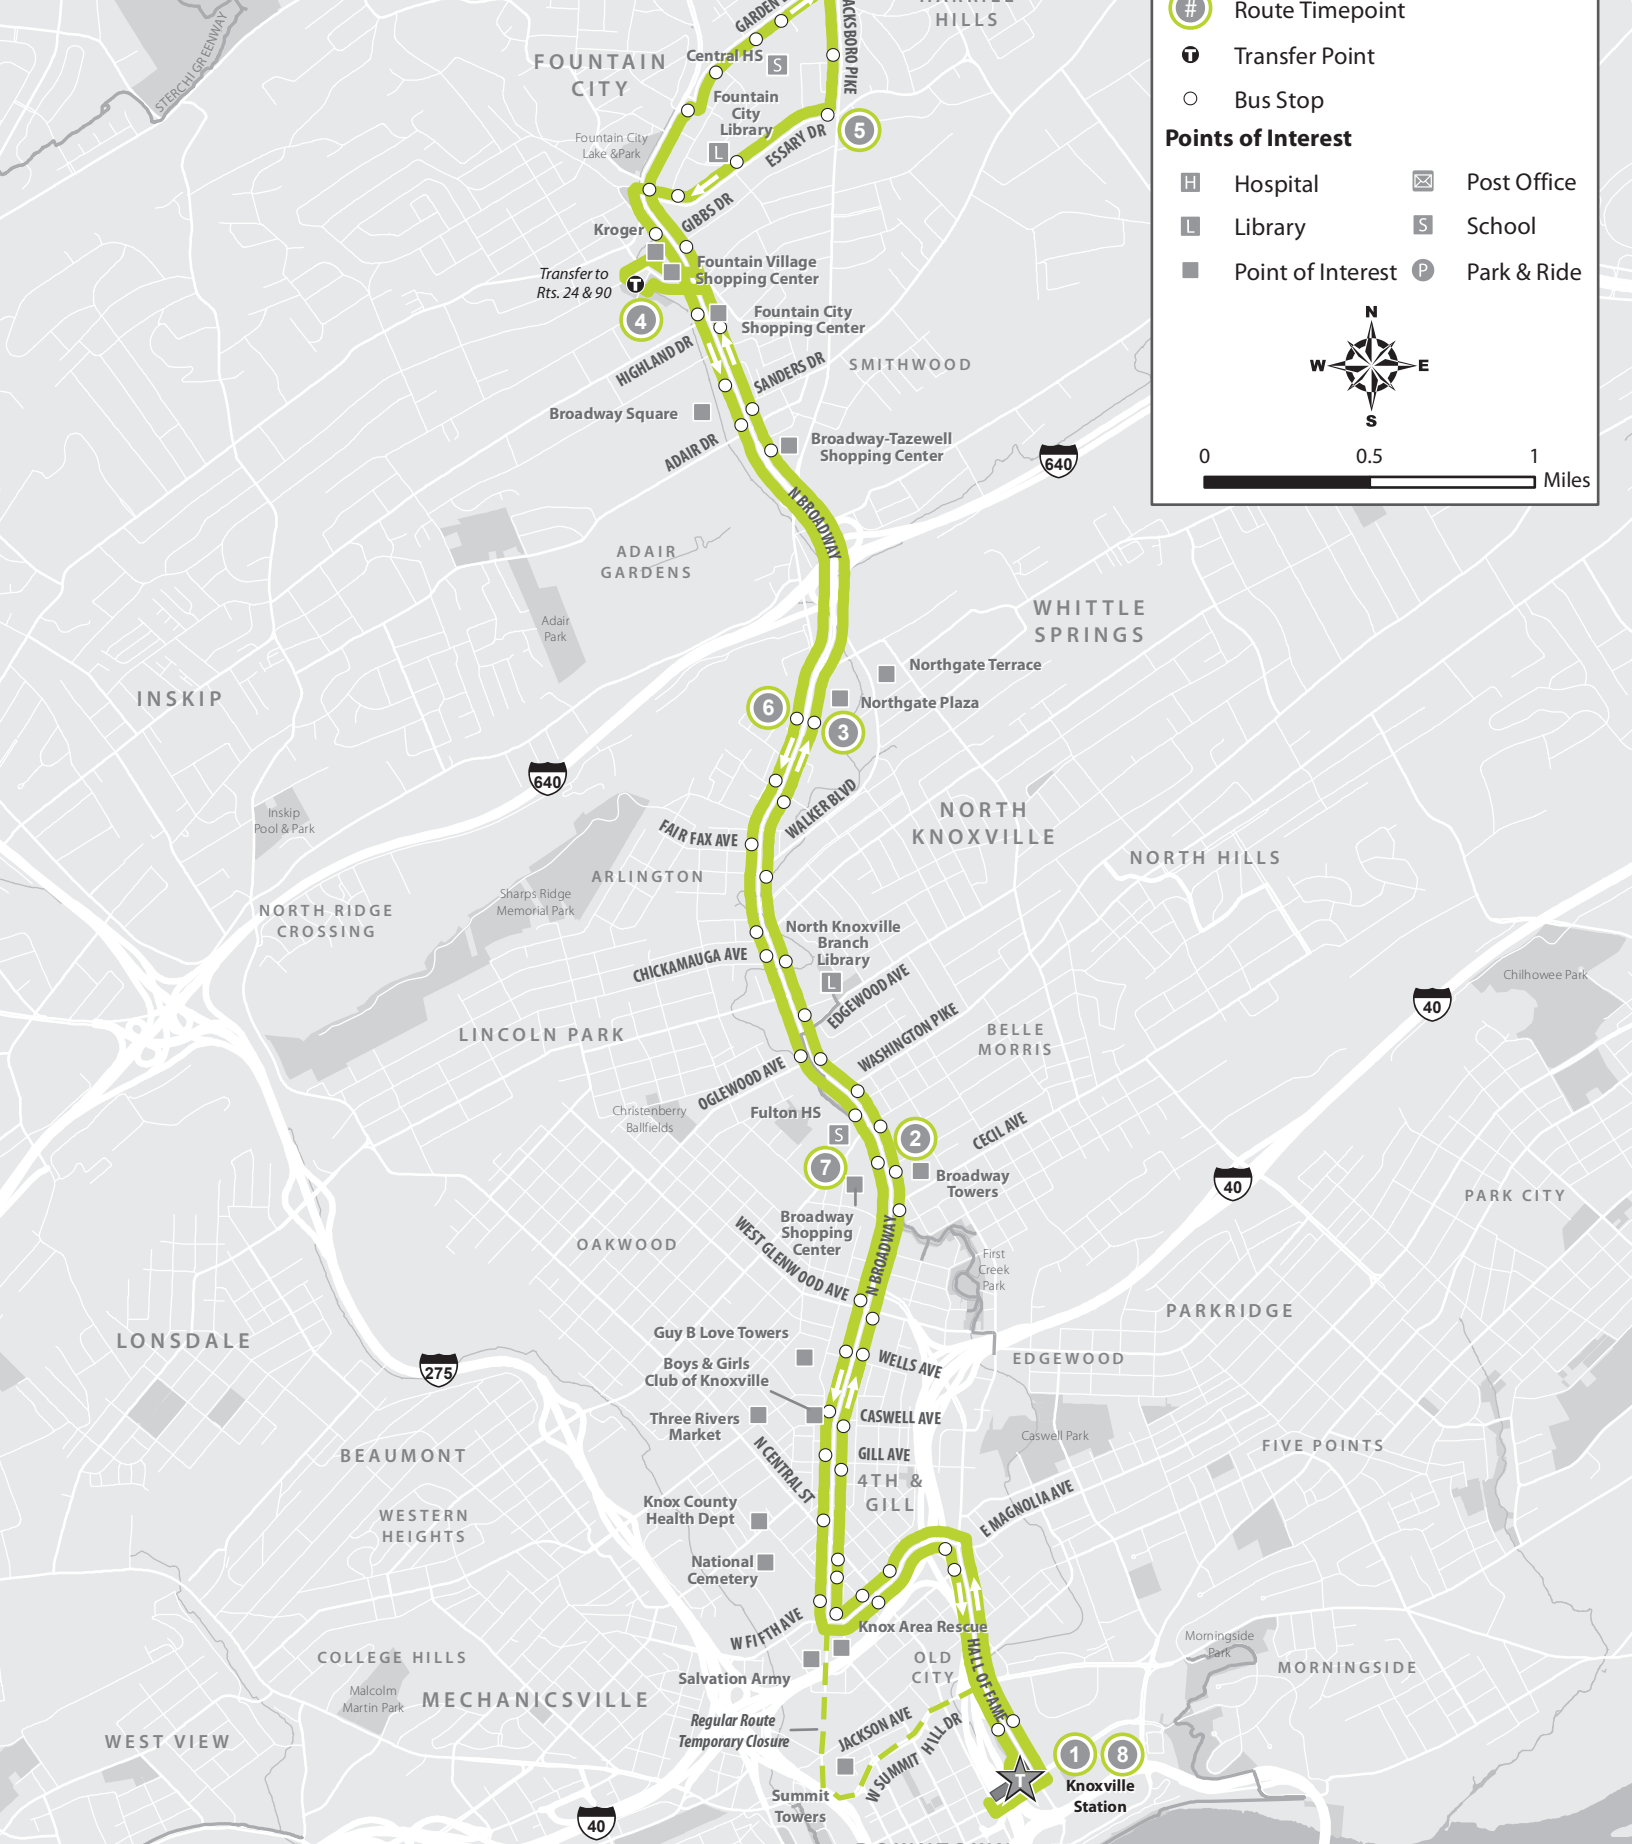 HILLS
GARDEN
JACKSBORO PIKE
STERCHI GREENWAY
FOUNTAIN
CITY
Central HS
S
Fountain
City
Library
L
ESSARY DR
5
Fountain City
Lake & Park
GIBBS DR
Kroger
Fountain Village
Shopping Center
Transfer to
Rts. 24 & 90
T
4
Fountain City
Shopping Center
HIGHLAND DR
SANDERS DR
SMITHWOOD
Broadway Square
ADAIR DR
Broadway-Tazewell
Shopping Center
640
N BROADWAY
ADAIR
GARDENS
Adair
Park
WHITTLE
SPRINGS
INSKIP
Northgate Terrace
Northgate Plaza
6
3
640
WALKER BLVD
Inskip
Pool & Park
FAIR FAX AVE
NORTH
KNOXVILLE
NORTH HILLS
ARLINGTON
Sharps Ridge
Memorial Park
NORTH RIDGE
CROSSING
North Knoxville
Branch
Library
L
CHICKAMAUGA AVE
EDGEWOOD AVE
Chilhowee Park
40
LINCOLN PARK
WASHINGTON PIKE
BELLE
MORRIS
OGLEWOOD AVE
Christenberry
Ballfields
Fulton HS
S
2
CECIL AVE
7
Broadway
Towers
40
PARK CITY
Broadway
Shopping
Center
WEST GLENWOOD AVE
N BROADWAY
OAKWOOD
First
Creek
Park
PARKRIDGE
LONSDALE
Guy B Love Towers
EDGEWOOD
WELLS AVE
275
Boys & Girls
Club of Knoxville
Three Rivers
Market
CASWELL AVE
Caswell Park
GILL AVE
FIVE POINTS
BEAUMONT
N CENTRAL ST
4TH &
GILL
Knox County
Health Dept
E MAGNOLIA AVE
WESTERN
HEIGHTS
National
Cemetery
W FIFTH AVE
Knox Area Rescue
Morningside
Park
COLLEGE HILLS
Salvation Army
OLD
CITY
HALL OF FAME
MORNINGSIDE
Malcolm
Martin Park
MECHANICSVILLE
Regular Route
Temporary Closure
JACKSON AVE
W SUMMIT HILL DR
WEST VIEW
1
8
T
Knoxville
Station
Summit
Towers
40
#
Route Timepoint
T
Transfer Point
Bus Stop
Points of Interest
H
Hospital
Post Office
L
Library
S
School
Point of Interest
P
Park & Ride
N
W
E
S
0
0.5
1
Miles